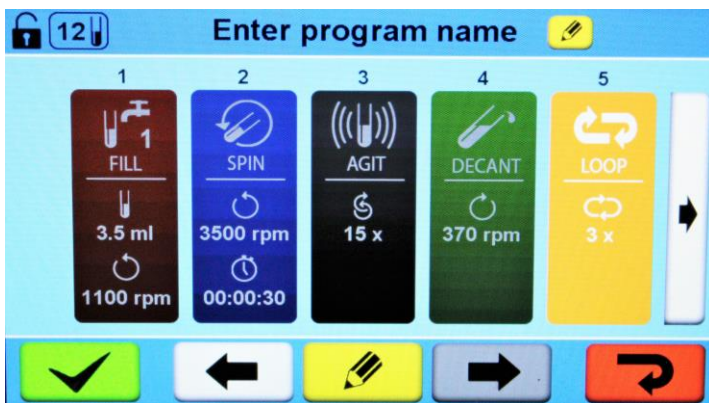 12 Enter program name
1 2 3 4 5
1
FILL SPIN AGIT DECANT LOOP
3.5 ml 3500 rpm 15 x 370 rpm 3 x
1100 rpm 00:00:30